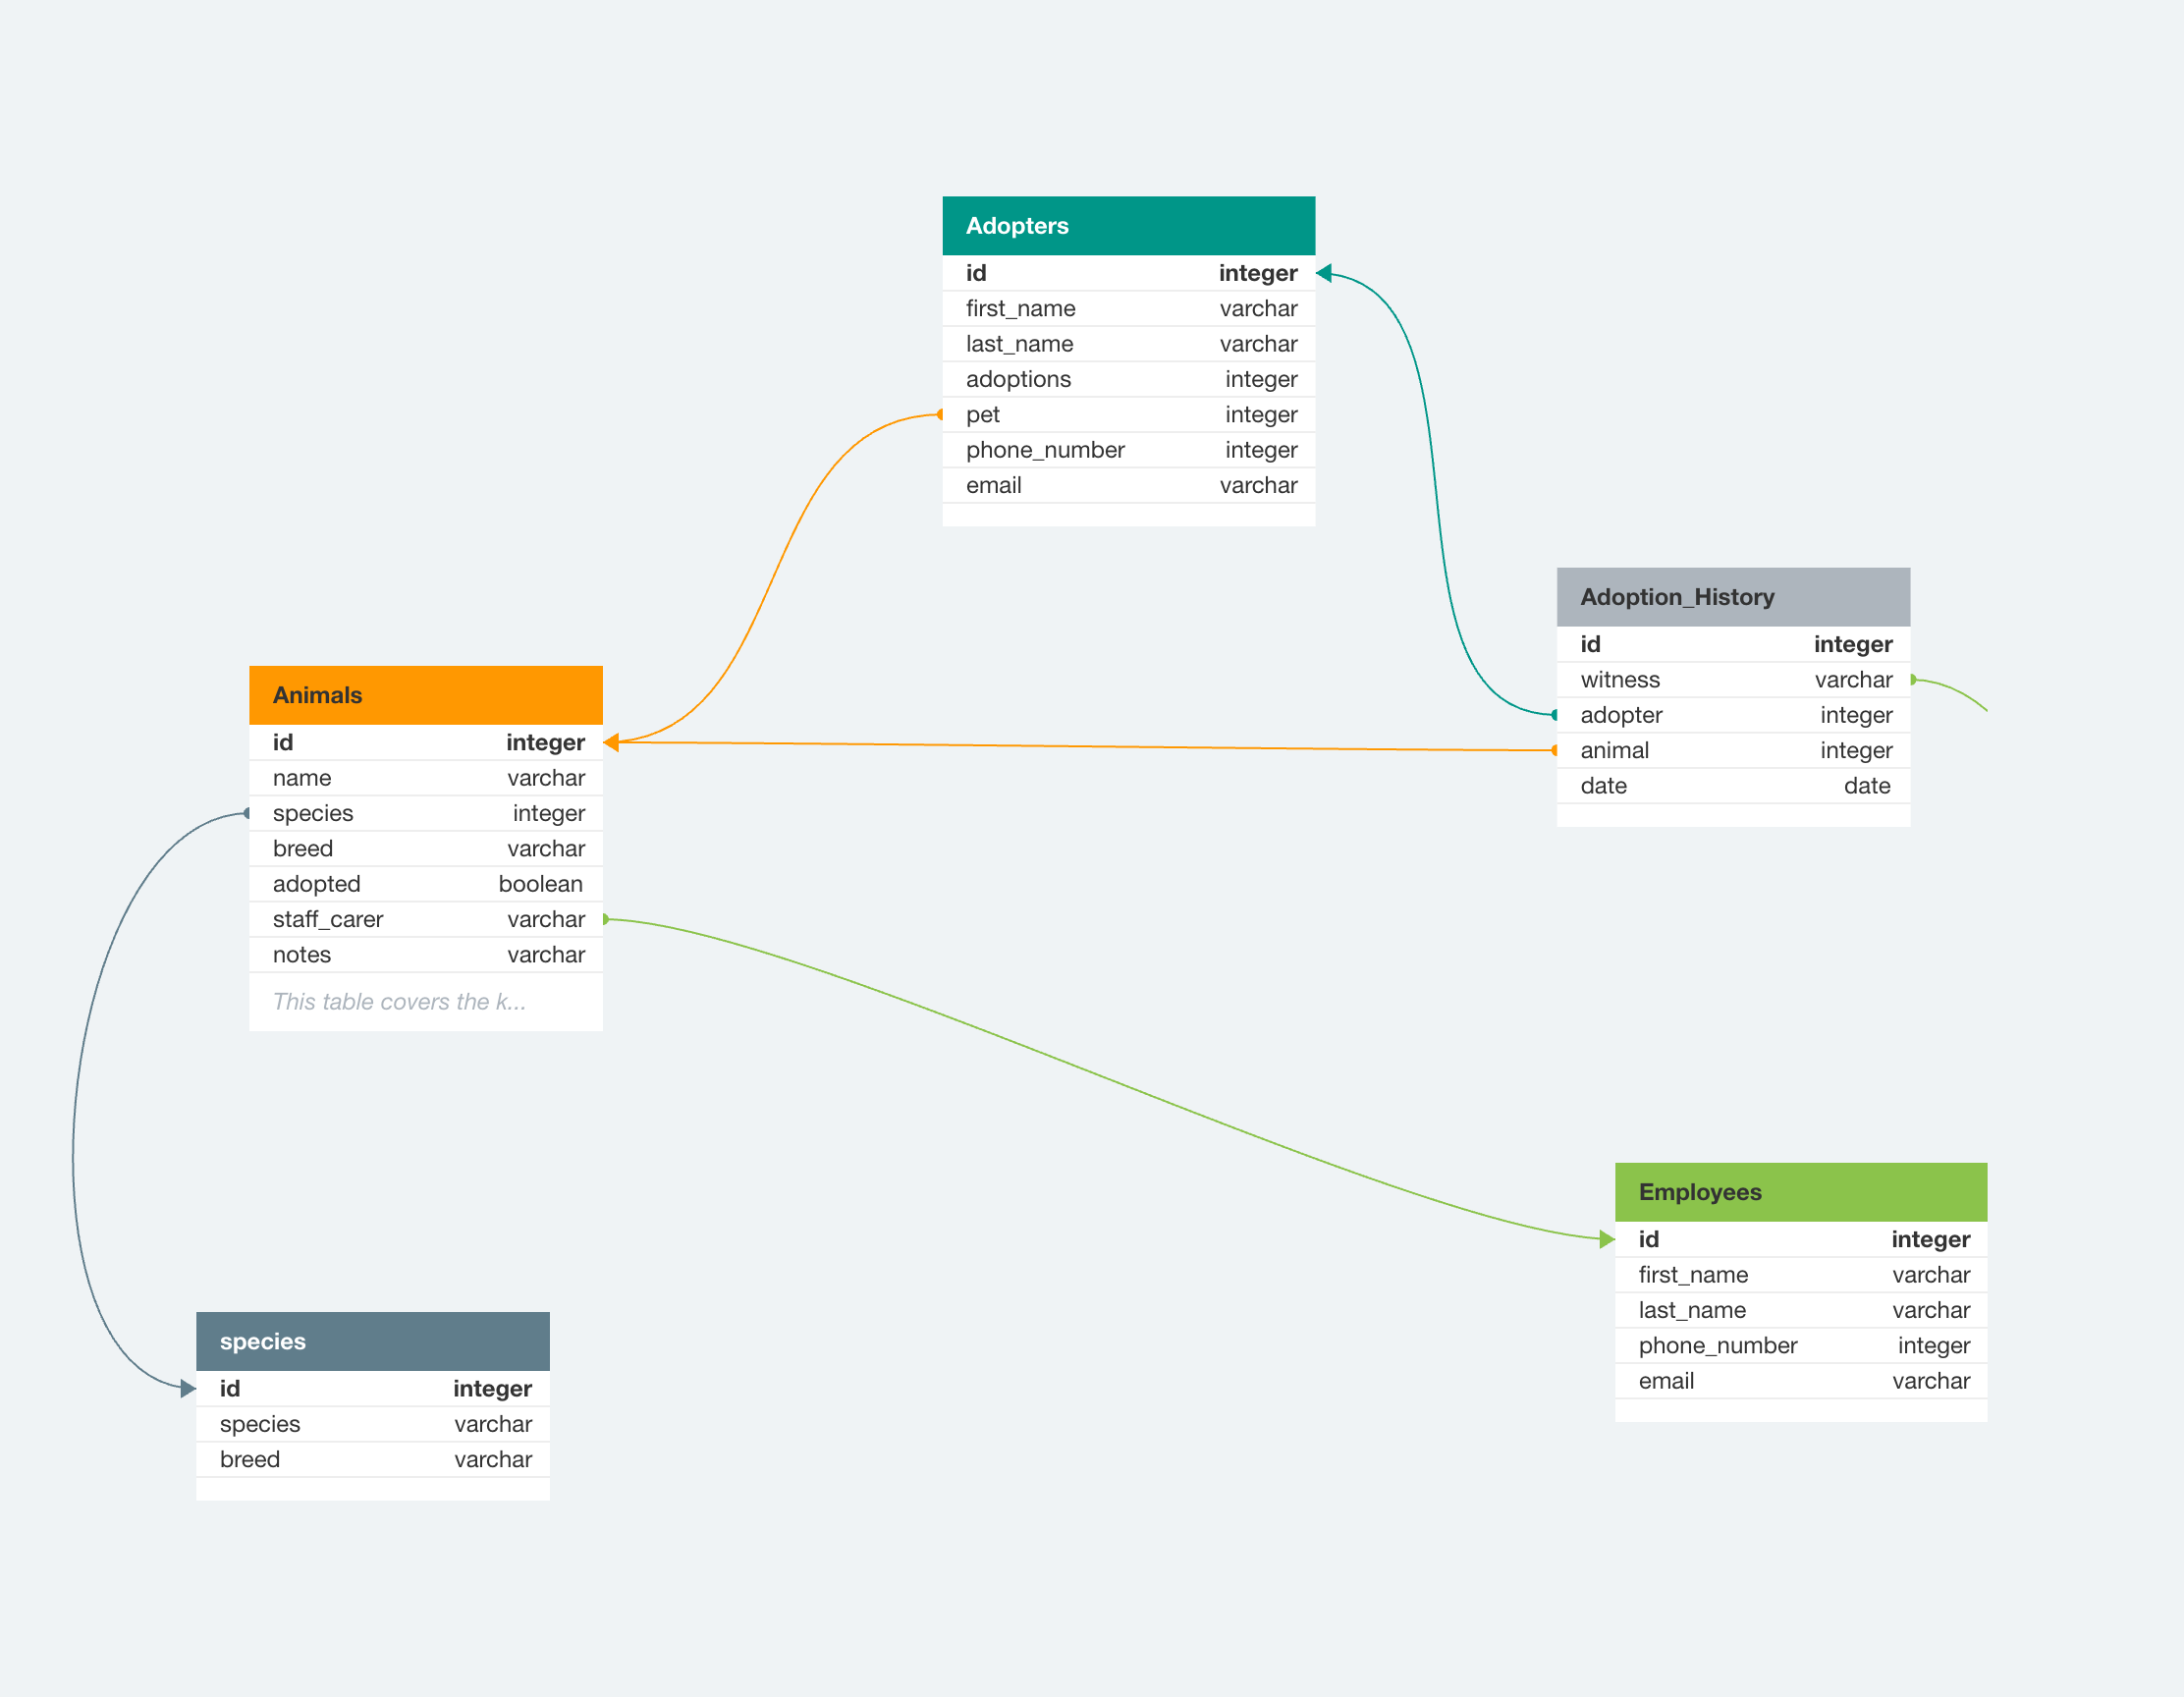 Adopters
id integer
first_name varchar
last_name varchar
adoptions integer
pet integer
phone_number integer
email varchar
Adoption_History
id integer
witness varchar
adopter integer
animal integer
date date
Animals
id integer
name varchar
species integer
breed varchar
adopted boolean
staff_carer varchar
notes varchar
This table covers the k...
Employees
id integer
first_name varchar
last_name varchar
phone_number integer
email varchar
species
id integer
species varchar
breed varchar